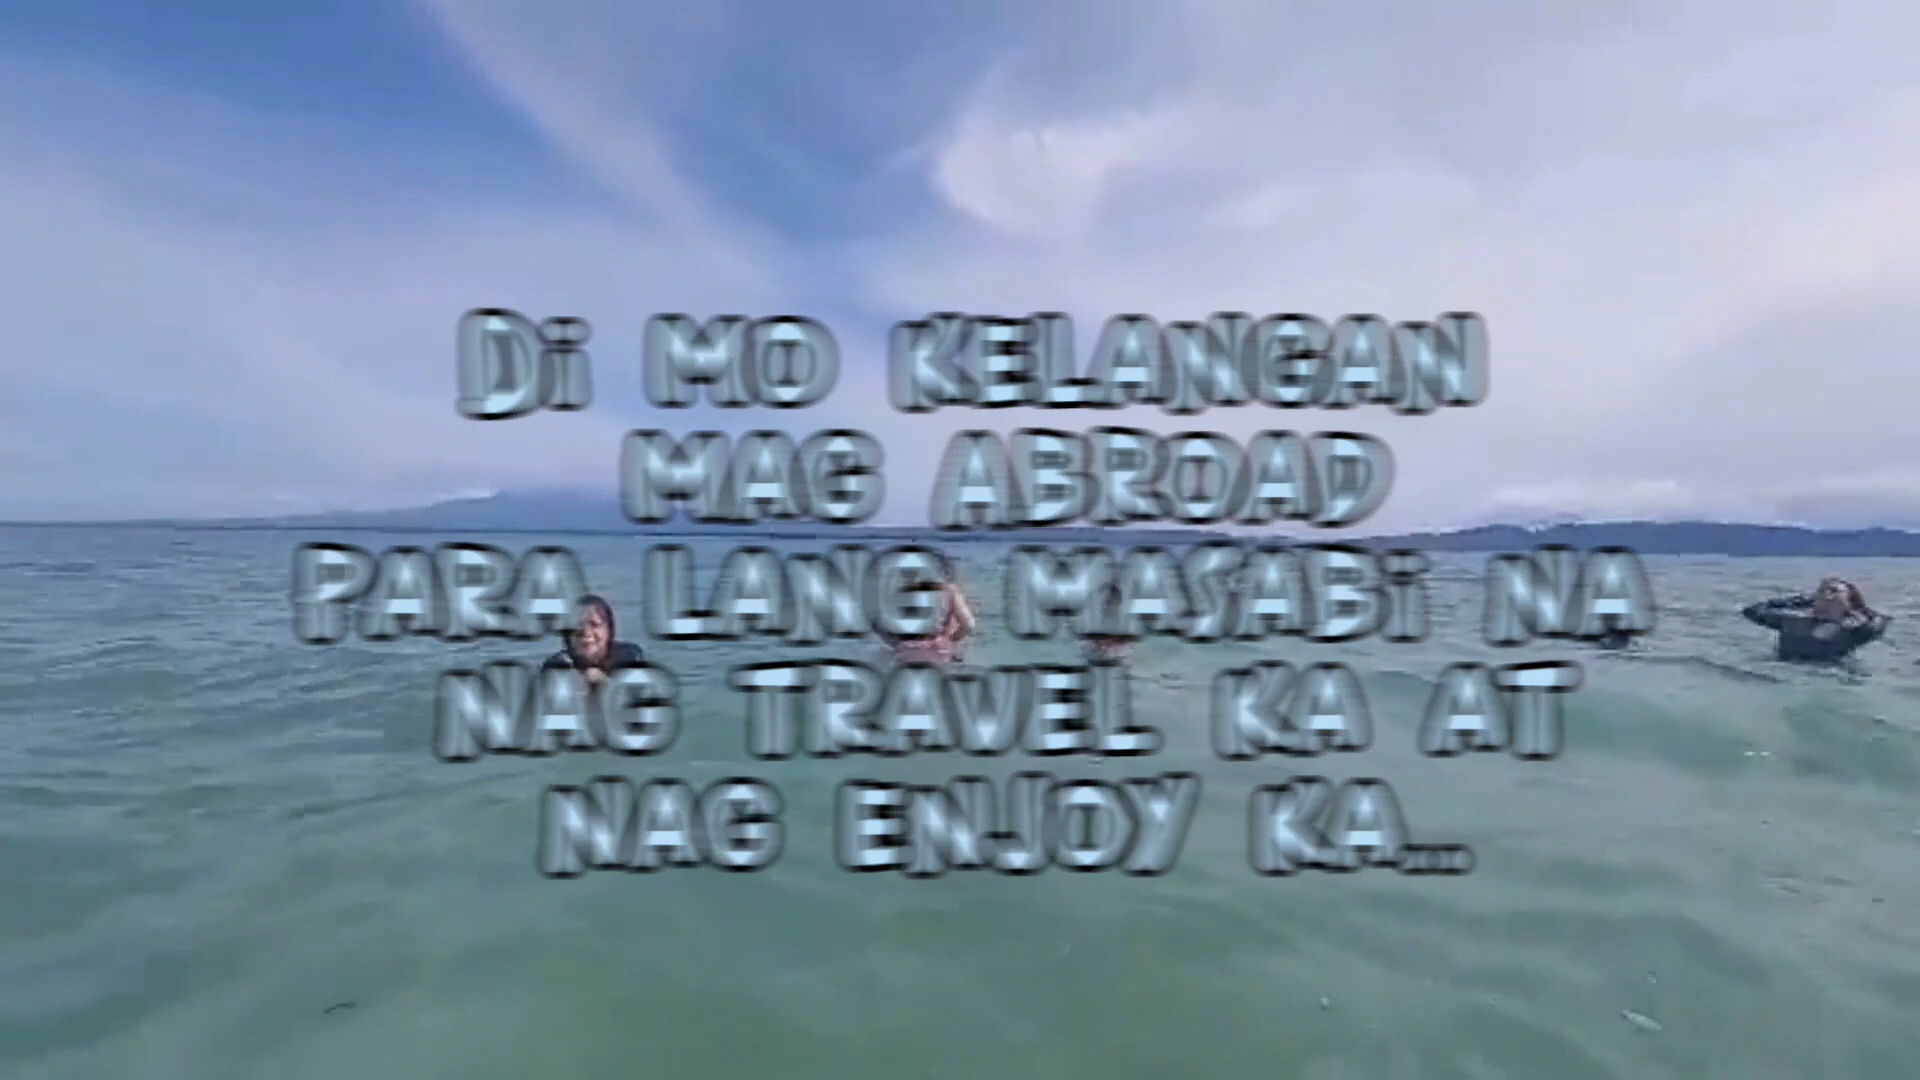 Di MO KELANGAN
MAG ABROAD
PARA LANG MASABi NA
NAG TRAVEL KA AT
NAG ENJOY KA...